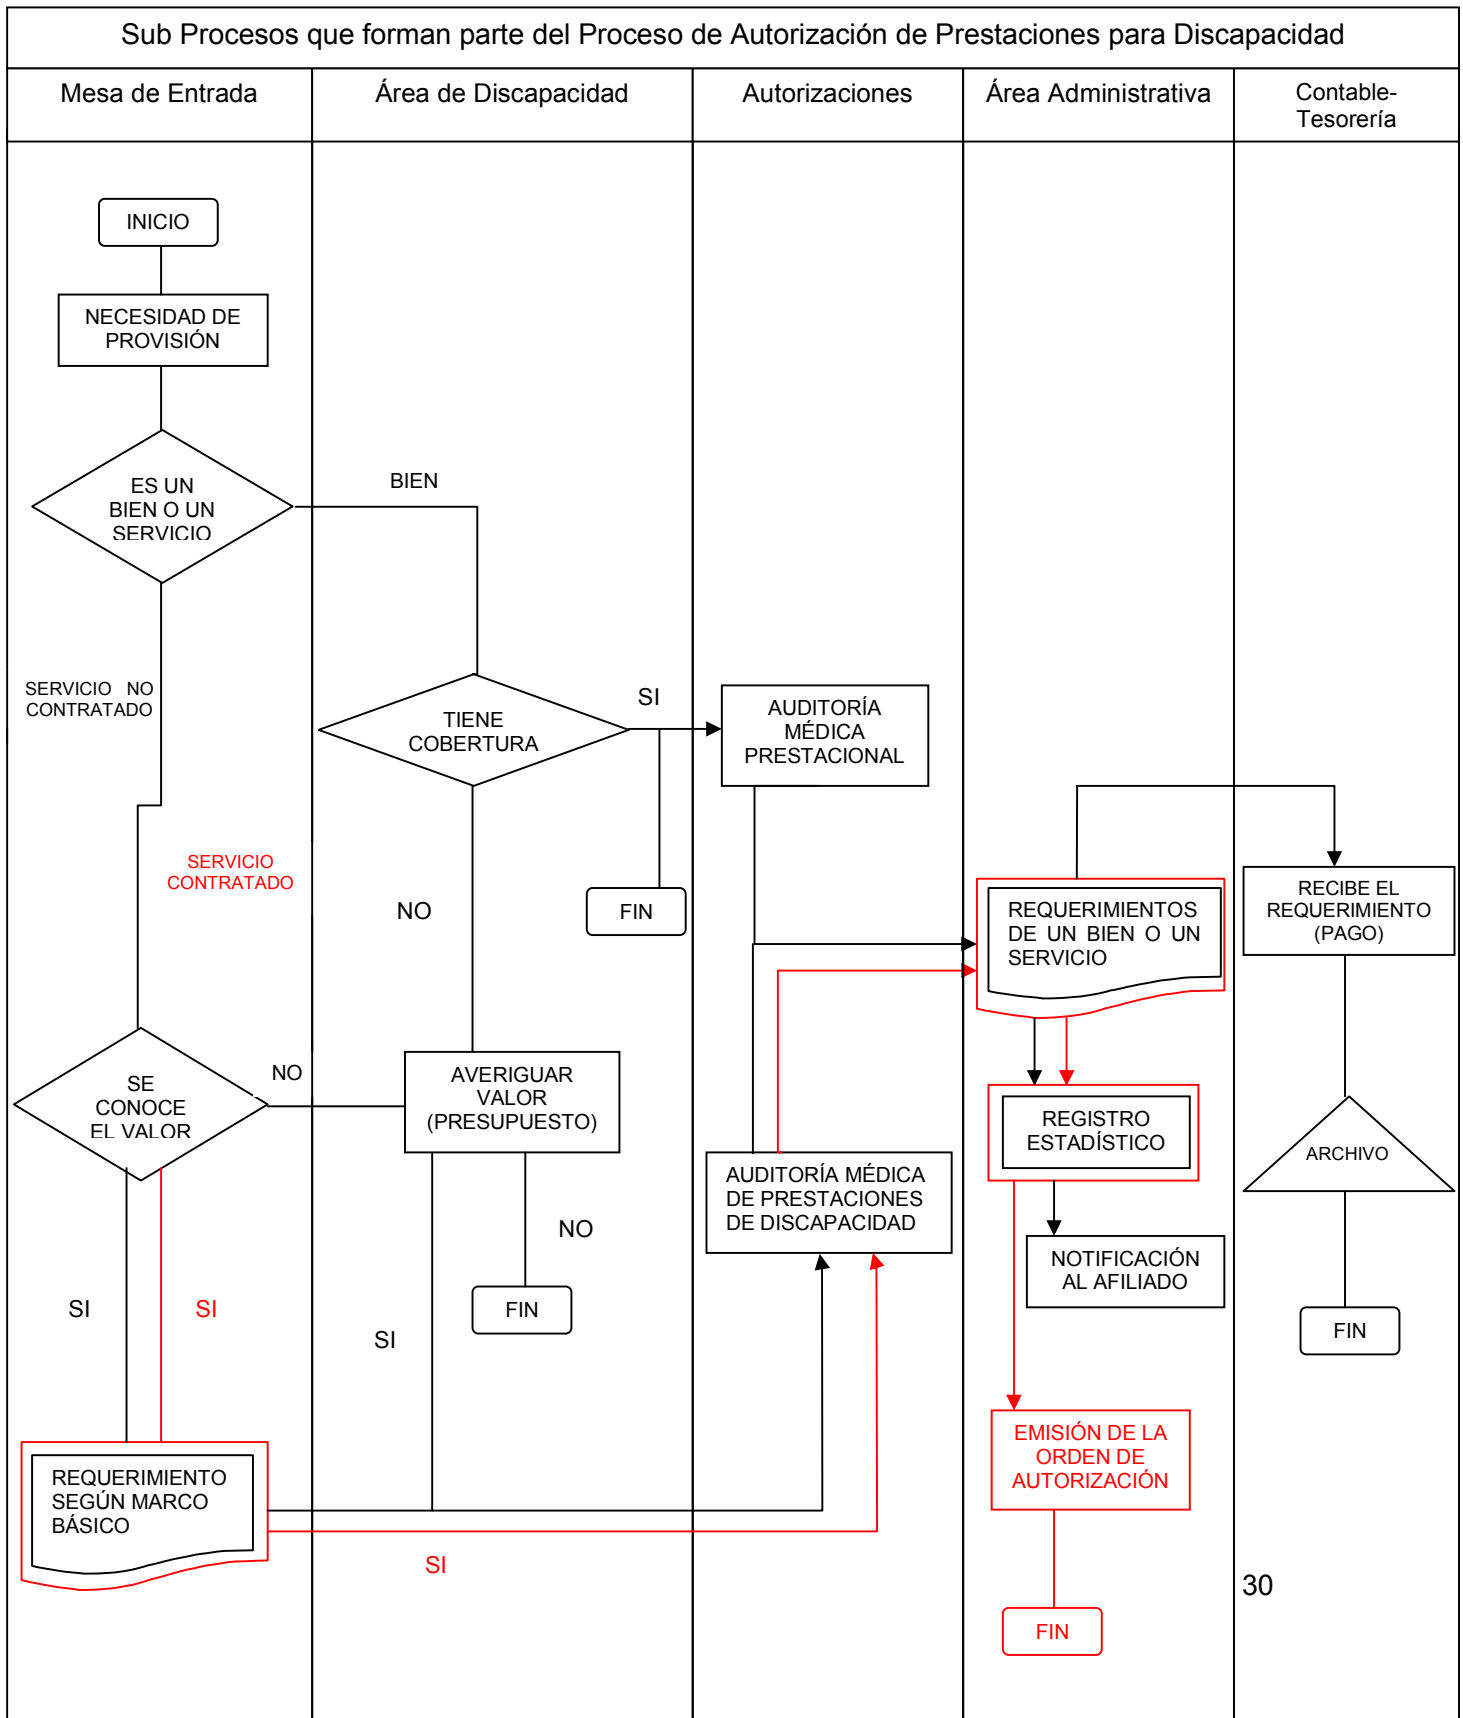 Sub Procesos que forman parte del Proceso de Autorización de Prestaciones para Discapacidad
Mesa de Entrada
Área de Discapacidad
Autorizaciones
Área Administrativa
Contable-
Tesorería
INICIO
NECESIDAD DE
PROVISIÓN
ES UN
BIEN O UN
SERVICIO
BIEN
SERVICIO NO
CONTRATADO
TIENE
COBERTURA
SI
AUDITORÍA
MÉDICA
PRESTACIONAL
SERVICIO
CONTRATADO
NO
FIN
REQUERIMIENTOS
DE UN BIEN O UN
SERVICIO
RECIBE EL
REQUERIMIENTO
(PAGO)
SE
CONOCE
EL VALOR
NO
AVERIGUAR
VALOR
(PRESUPUESTO)
REGISTRO
ESTADÍSTICO
ARCHIVO
AUDITORÍA MÉDICA
DE PRESTACIONES
DE DISCAPACIDAD
NO
NOTIFICACIÓN
AL AFILIADO
SI
SI
FIN
SI
FIN
EMISIÓN DE LA
ORDEN DE
AUTORIZACIÓN
REQUERIMIENTO
SEGÚN MARCO
BÁSICO
SI
30
FIN